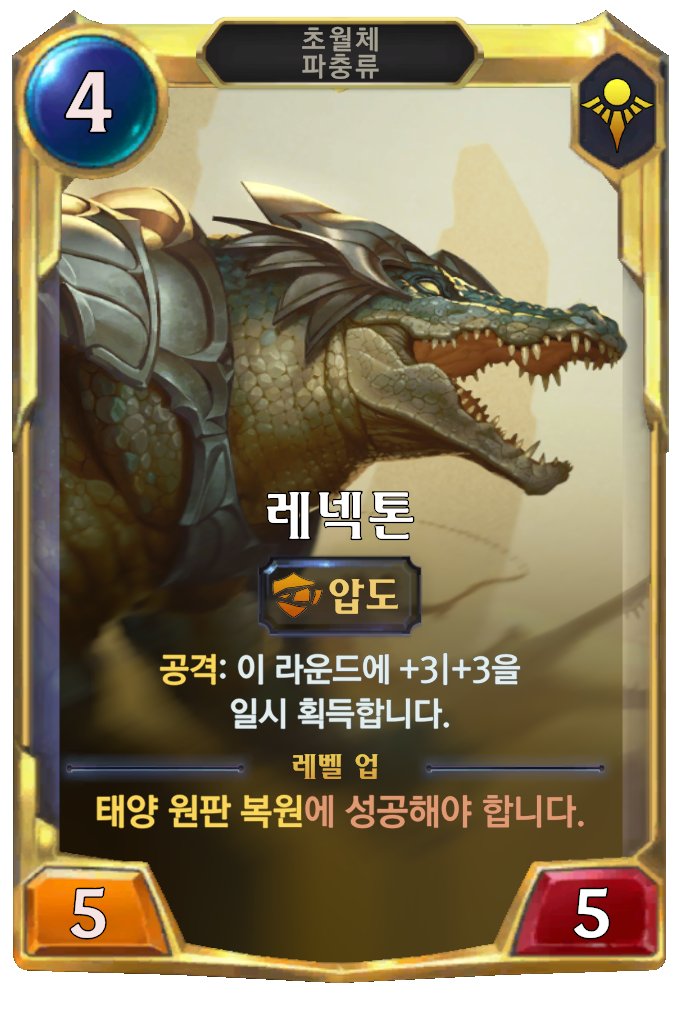 초월체
파충류
4
레넥톤
압도
공격: 이 라운드에 +3|+3을
일시 획득합니다.
레벨 업
태양 원판 복원에 성공해야 합니다.
5
5